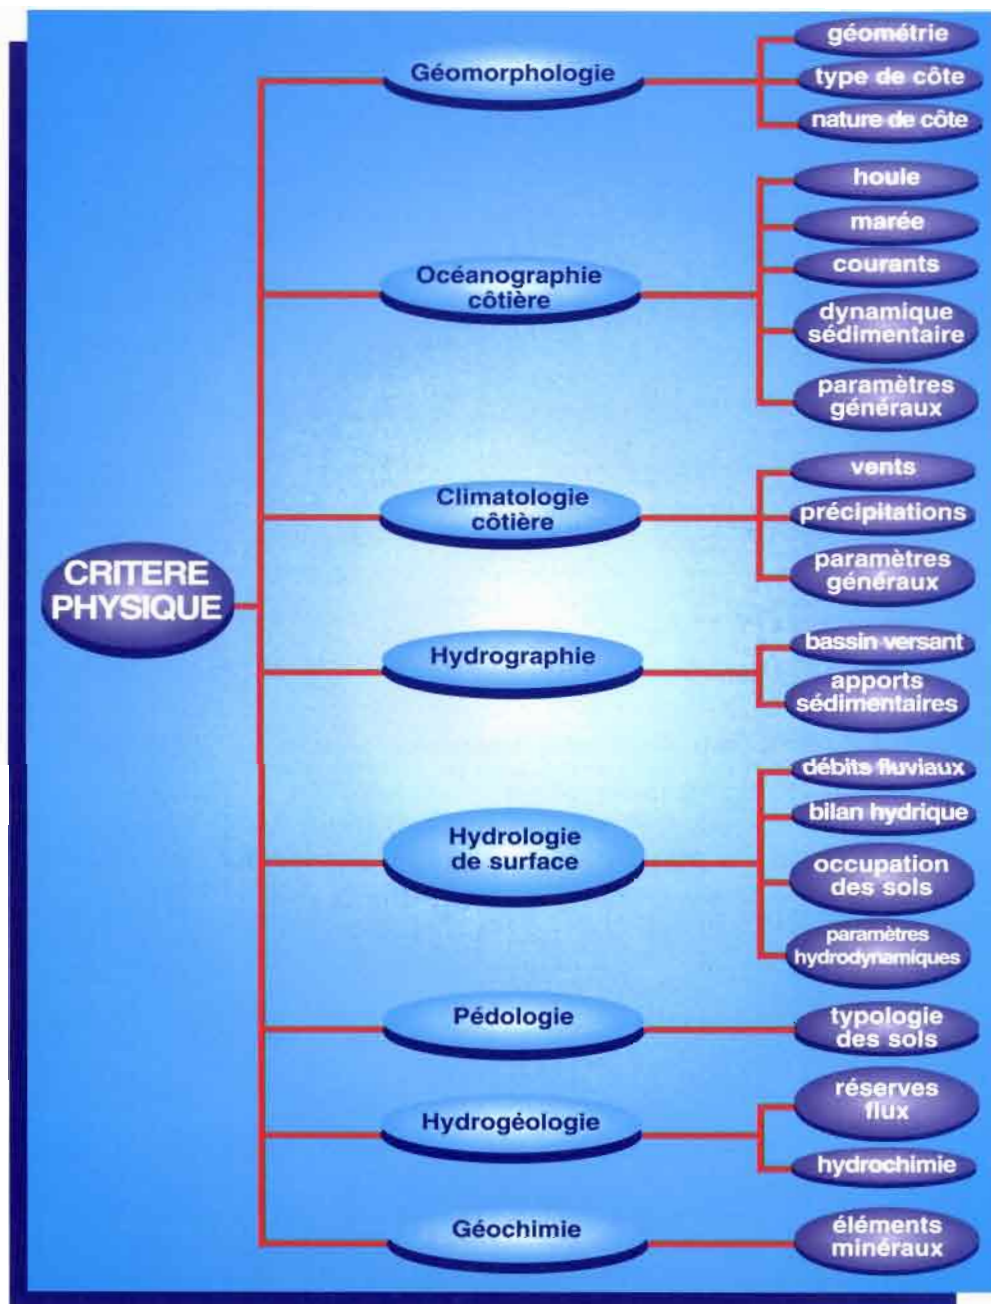 CRITERE
PHYSIQUE
Géomorphologie
géométrie
type de côte
nature de côte
Océanographie
côtière
houle
marée
courants
dynamique
sédimentaire
paramètres
généraux
Climatologie
côtière
vents
précipitations
paramètres
généraux
Hydrographie
bassin versant
apports
sédimentaires
Hydrologie
de surface
débits fluviaux
bilan hydrique
occupation
des sols
paramètres
hydrodynamiques
Pédologie
typologie
des sols
Hydrogéologie
réserves
flux
hydrochimie
Géochimie
éléments
minéraux